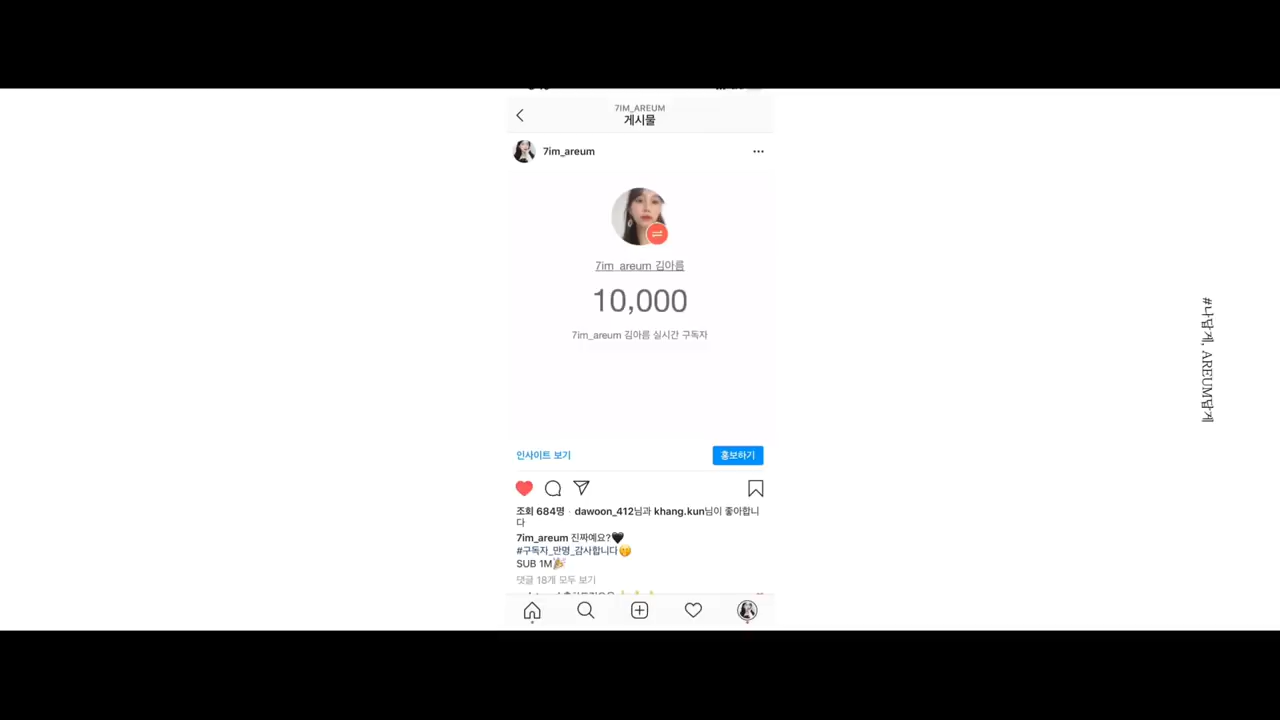 7IM_AREUM
게시물
7im_areum
7im_areum 김아름
10,000
7im_areum 김아름 실시간 구독자
인사이트 보기
홍보하기
조회 684명 · dawoon_412님과 khang.kun님이 좋아합니
다
7im_areum 진짜예요?🖤
#구독자_만명_감사합니다🤭
SUB 1M🎉
댓글 18개 모두 보기
#나답게, AREUM답게